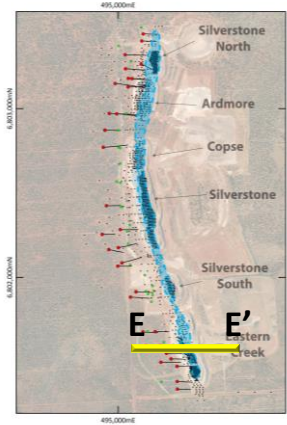 495,000mE
Silverstone
North
6,803,000mN
Ardmore
Copse
Silverstone
6,802,000mN
Silverstone
South
E E'
Eastern
Creek
495,000mE